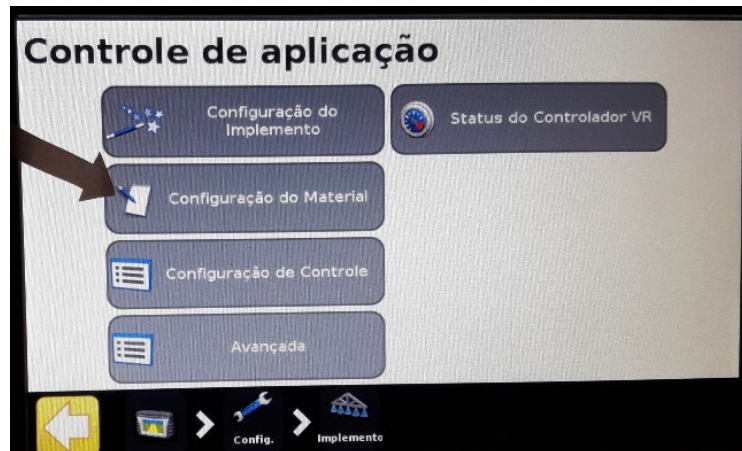 Controle de aplicação
Configuração do
Implemento
Status do Controlador VR
Configuração do Material
Configuração de Controle
Avançada
Config.
Implemento